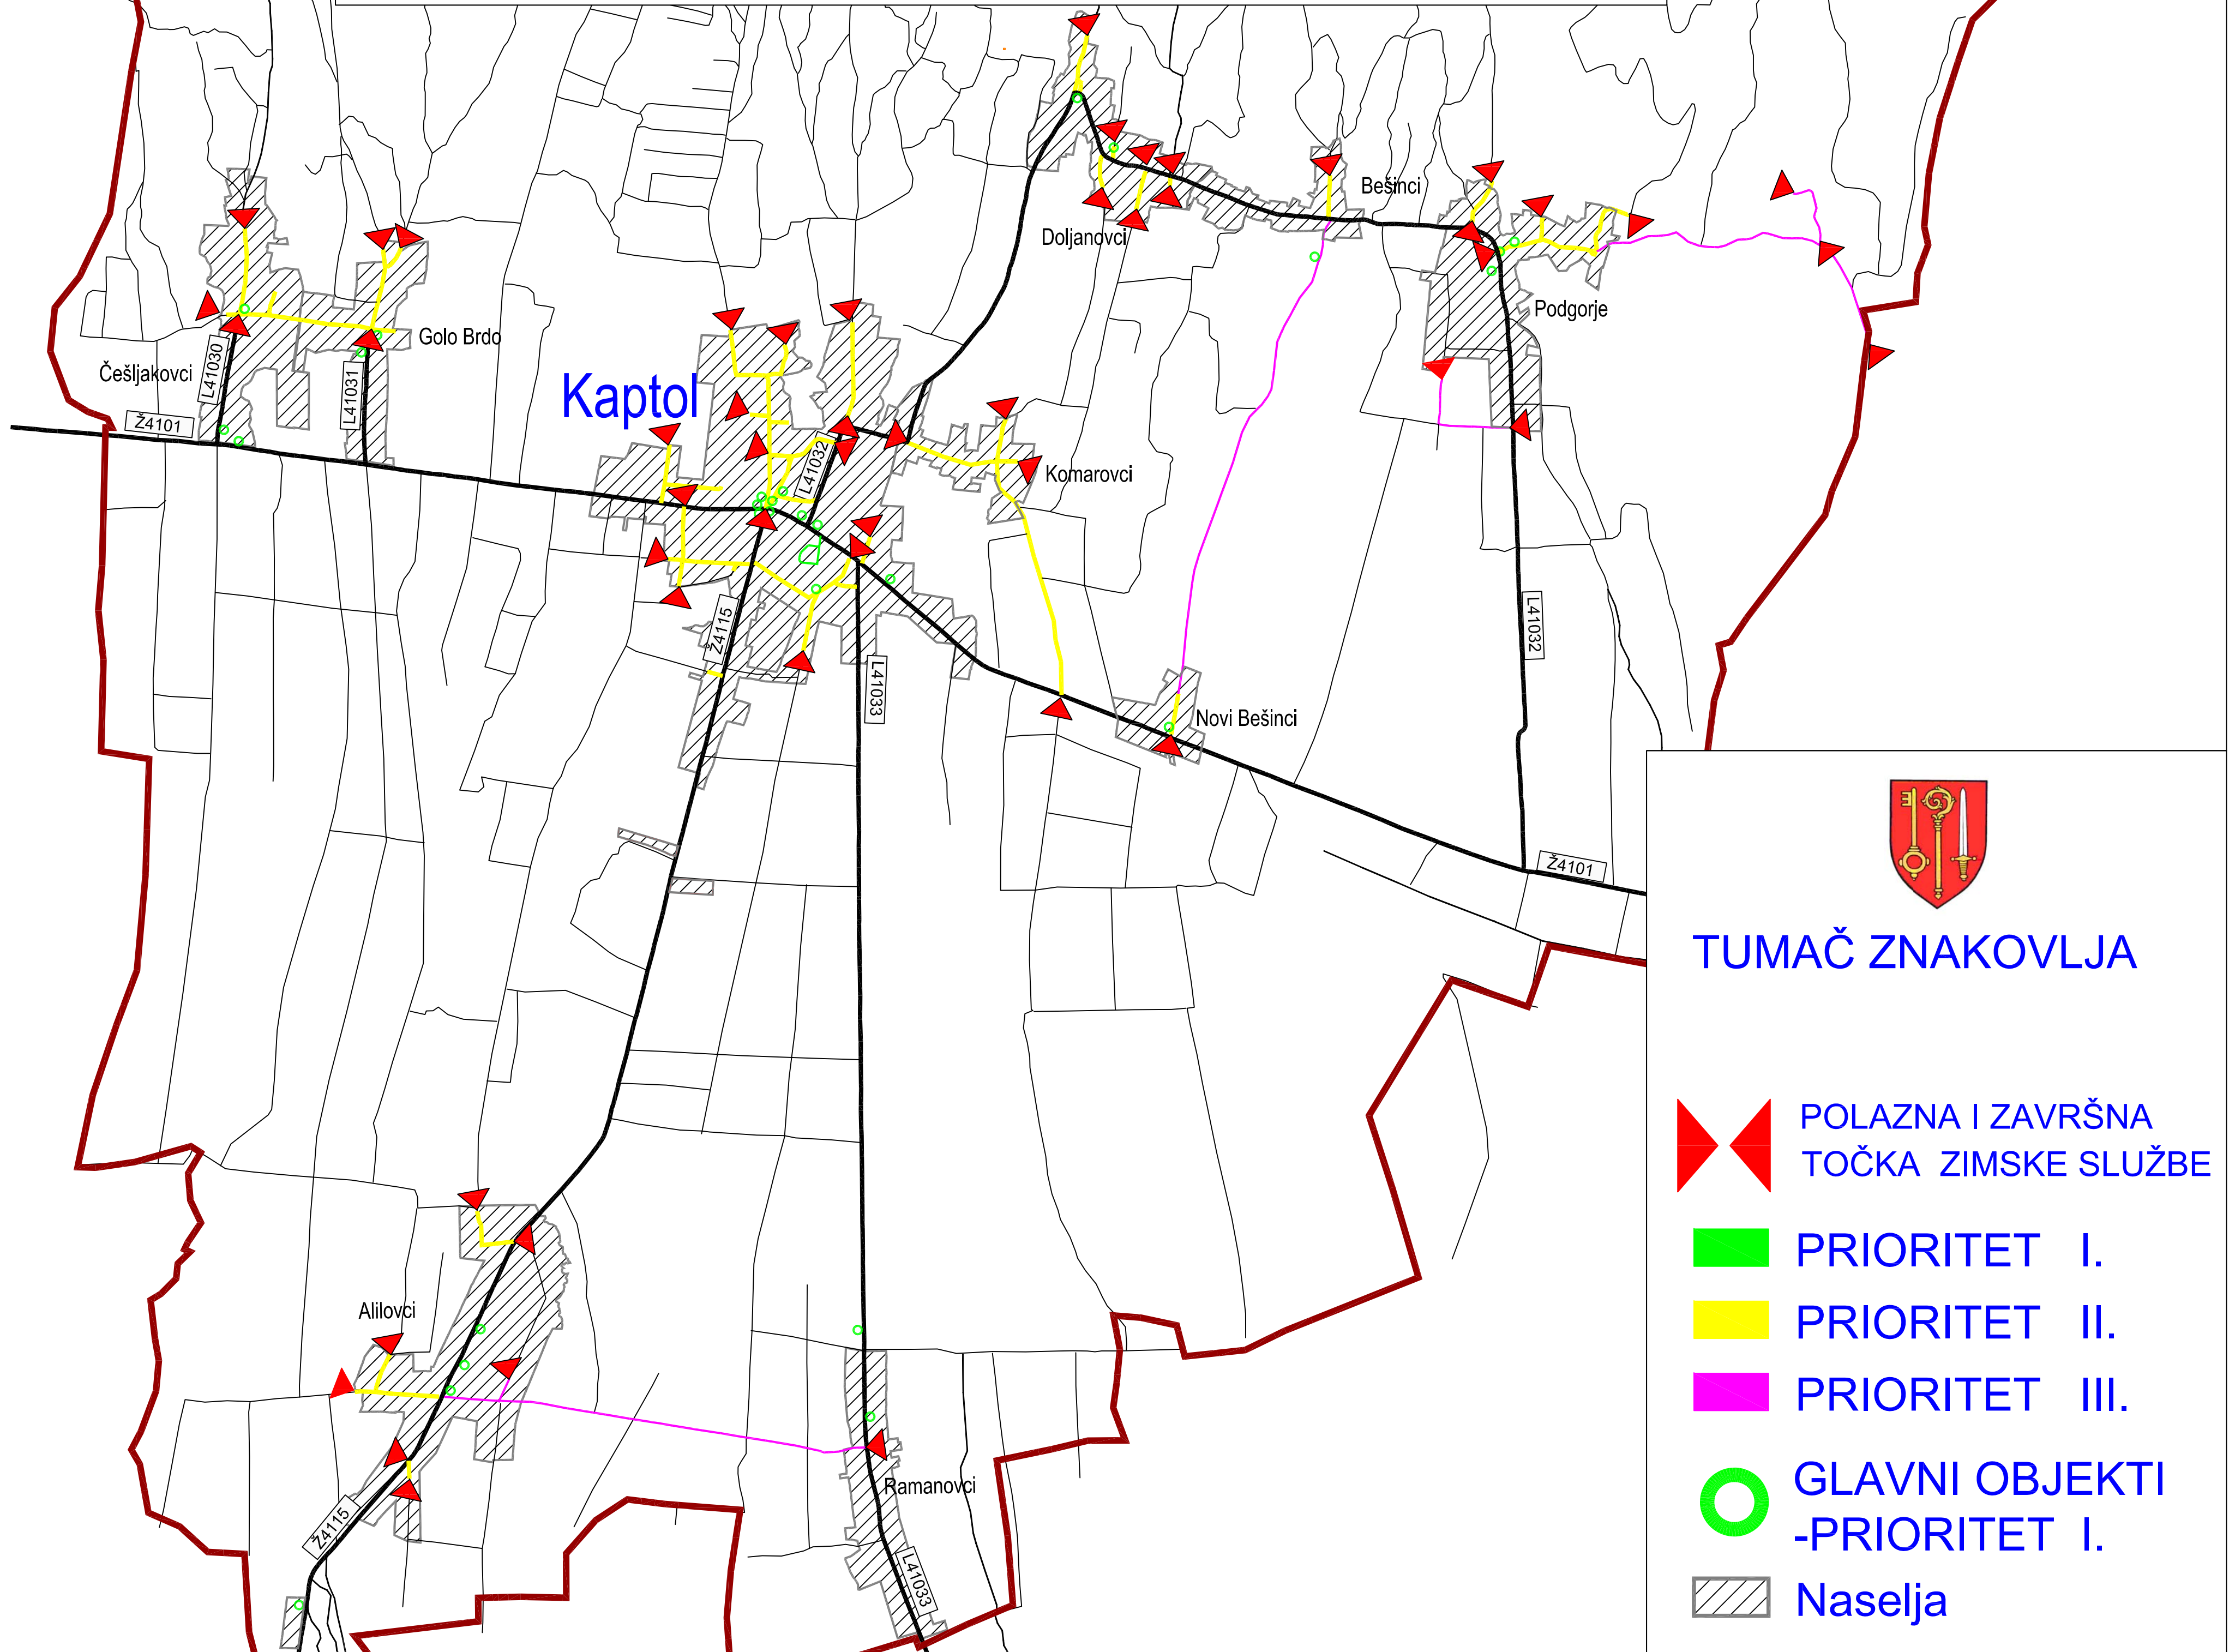 Bešinci
Doljanovci
Podgorje
Golo Brdo
Češljakovci
L41030
L41031
Kaptol
Ž4101
L41032
Komarovci
Ž4115
L41033
L41032
Novi Bešinci
Ž4101
TUMAČ ZNAKOVLJA
POLAZNA I ZAVRŠNA
TOČKA ZIMSKE SLUŽBE
PRIORITET I.
PRIORITET II.
PRIORITET III.
GLAVNI OBJEKTI
-PRIORITET I.
Naselja
Alilovci
Ramanovci
Ž4115
L41033